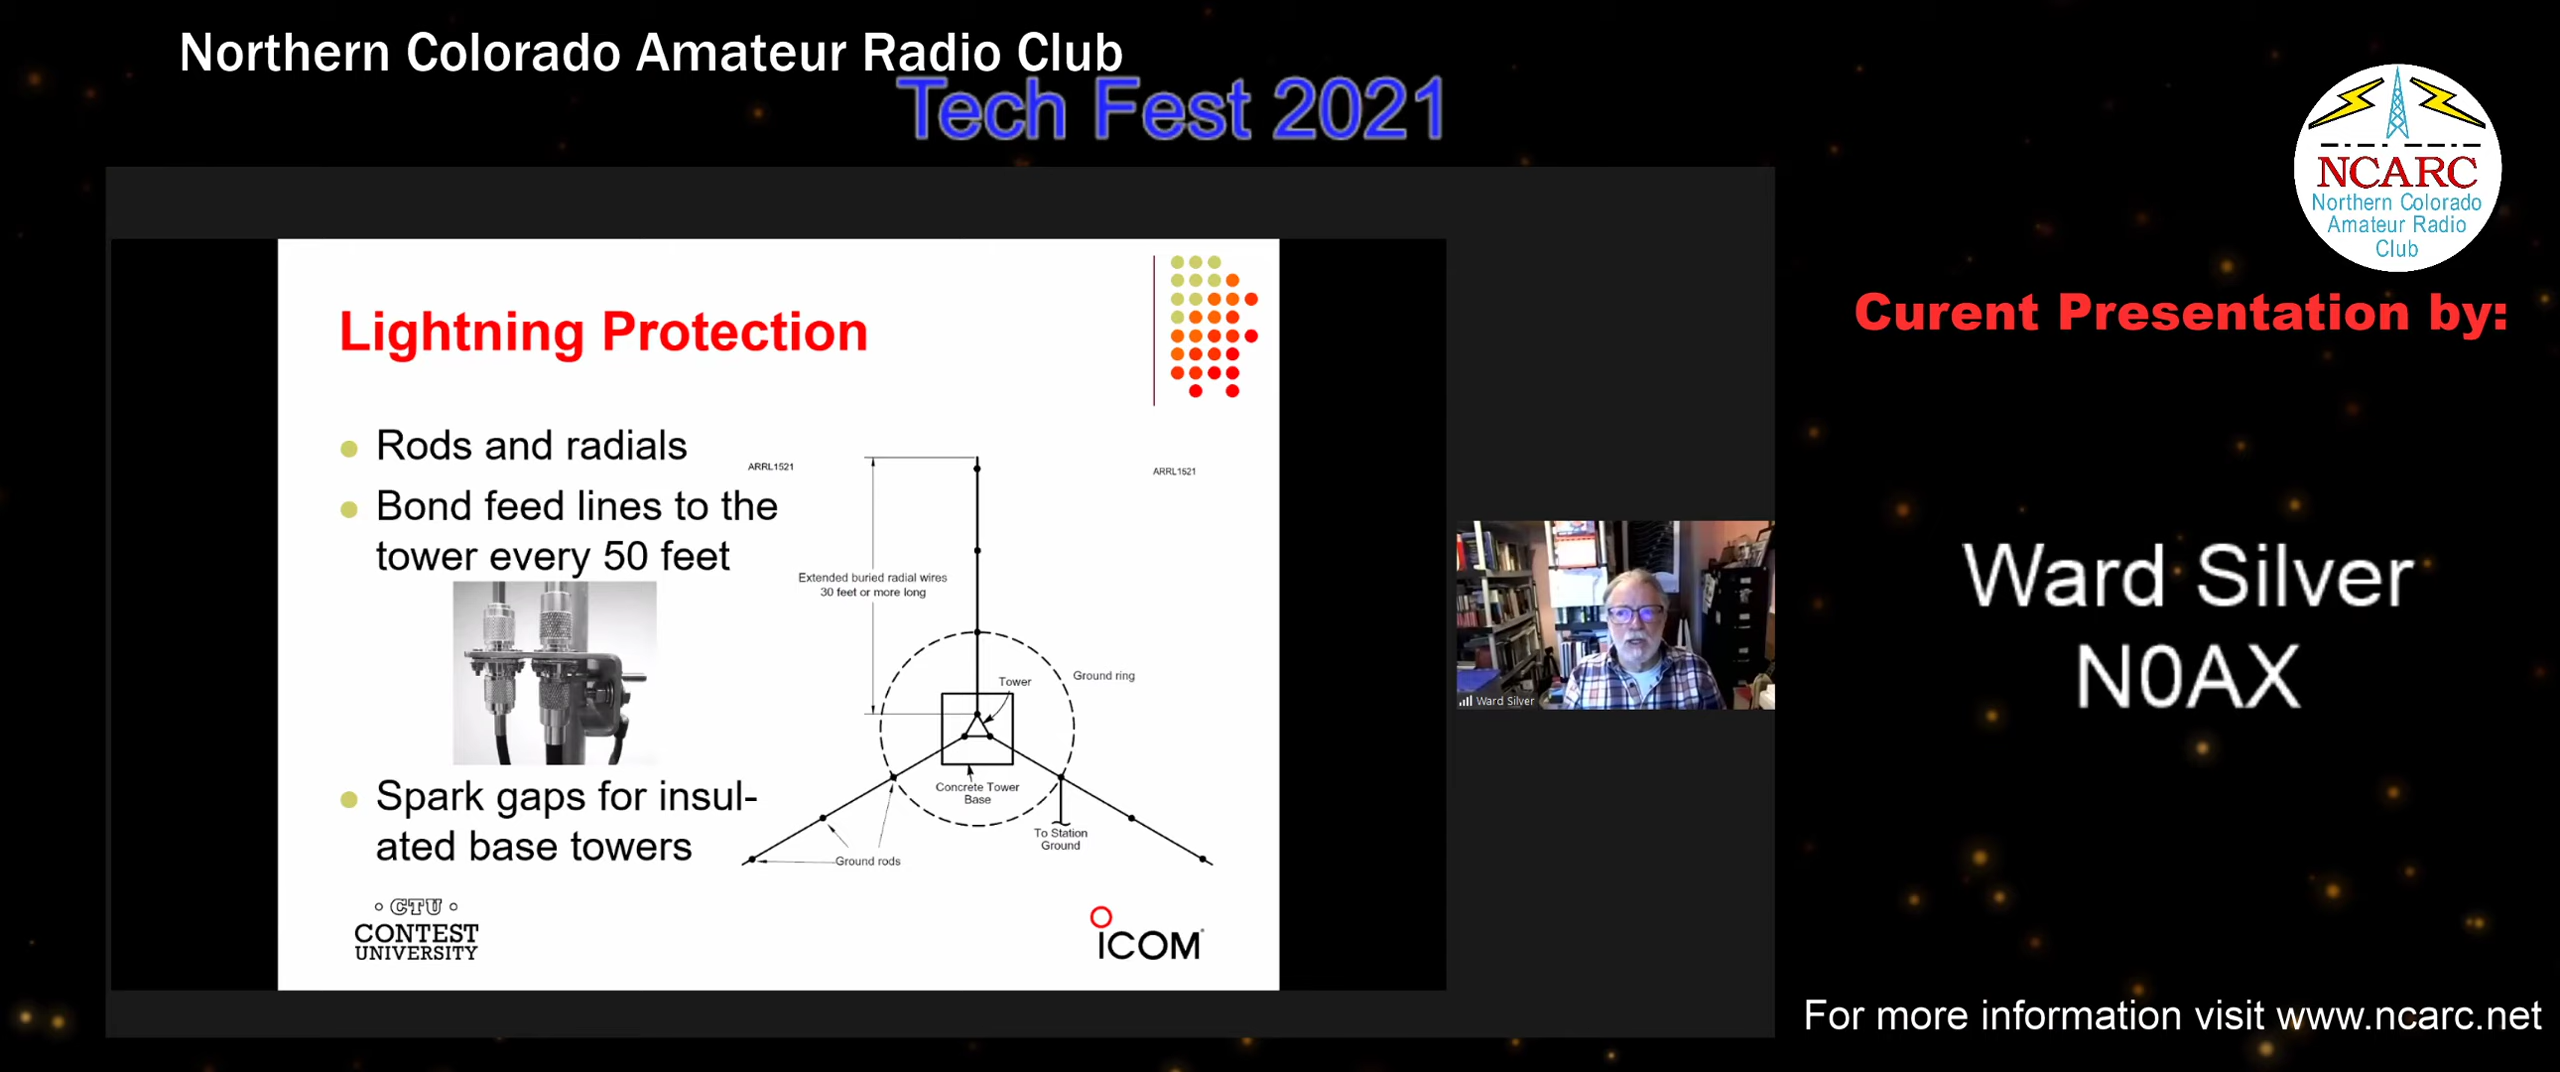 Northern Colorado Amateur Radio Club
Tech Fest 2021
NCARC
Northern Colorado
Amateur Radio
Club
Curent Presentation by:
Ward Silver
N0AX
For more information visit www.ncarc.net
Lightning Protection
Rods and radials
Bond feed lines to the
tower every 50 feet
Spark gaps for insul-
ated base towers
ARRL1521
ARRL1521
Extended buried radial wires
30 feet or more long
Tower
Ground ring
Concrete Tower
Base
To Station
Ground
Ground rods
CTU
CONTEST
UNIVERSITY
ICOM
Ward Silver